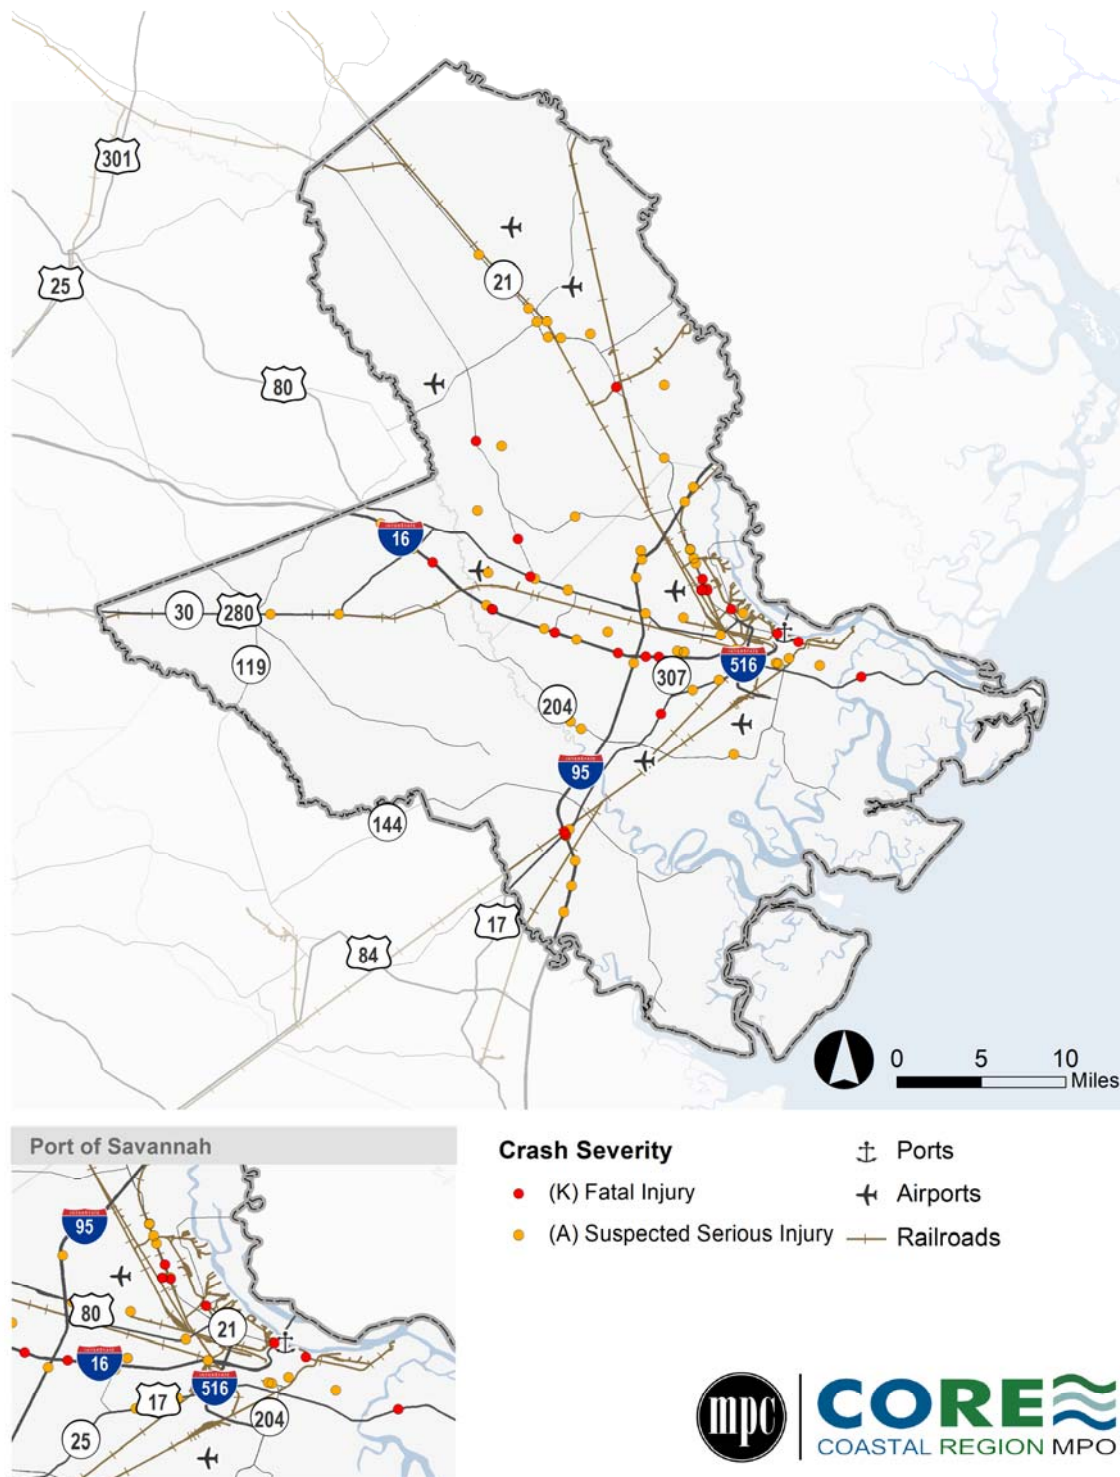 301
25
21
80
16
30
280
119
516
307
204
95
144
17
84
0 5 10
Miles
Port of Savannah
95
80
21
16
516
17
204
25
Crash Severity
(K) Fatal Injury
(A) Suspected Serious Injury
Ports
Airports
Railroads
mpc
CORE
COASTAL REGION MPO